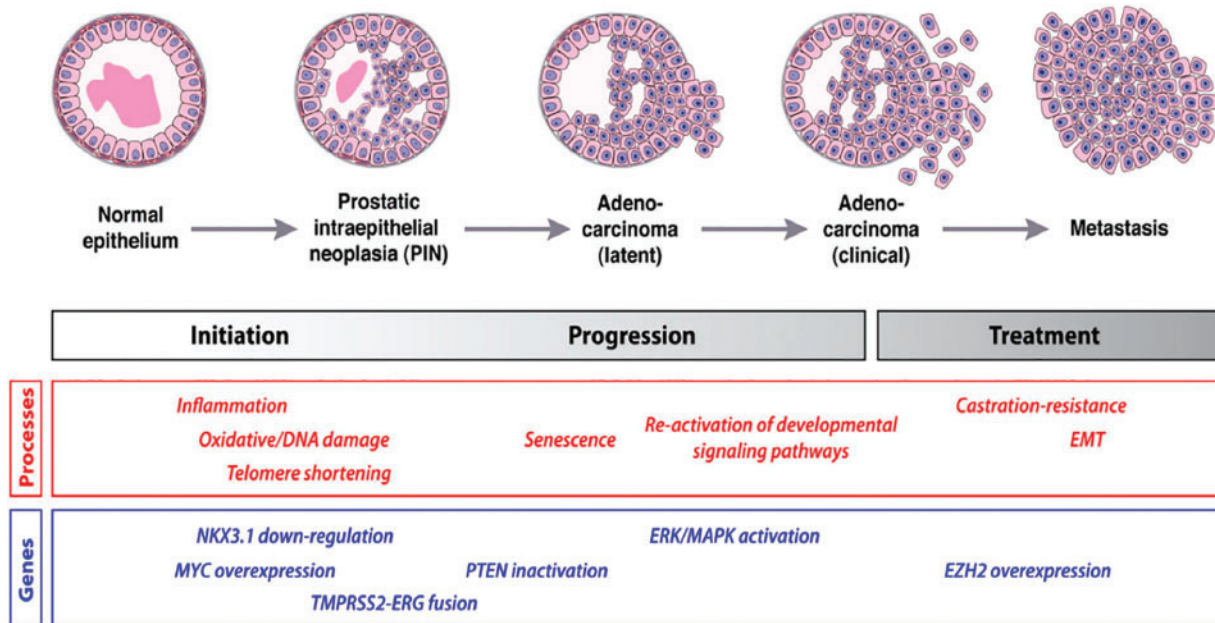 Normal
epithelium
Prostatic
intraepithelial
neoplasia (PIN)
Adeno-
carcinoma
(latent)
Adeno-
carcinoma
(clinical)
Metastasis
Initiation
Progression
Treatment
Processes
Inflammation
Oxidative/DNA damage
Telomere shortening
Senescence
Re-activation of developmental
signaling pathways
Castration-resistance
EMT
Genes
NKX3.1 down-regulation
MYC overexpression
TMPRSS2-ERG fusion
PTEN inactivation
ERK/MAPK activation
EZH2 overexpression